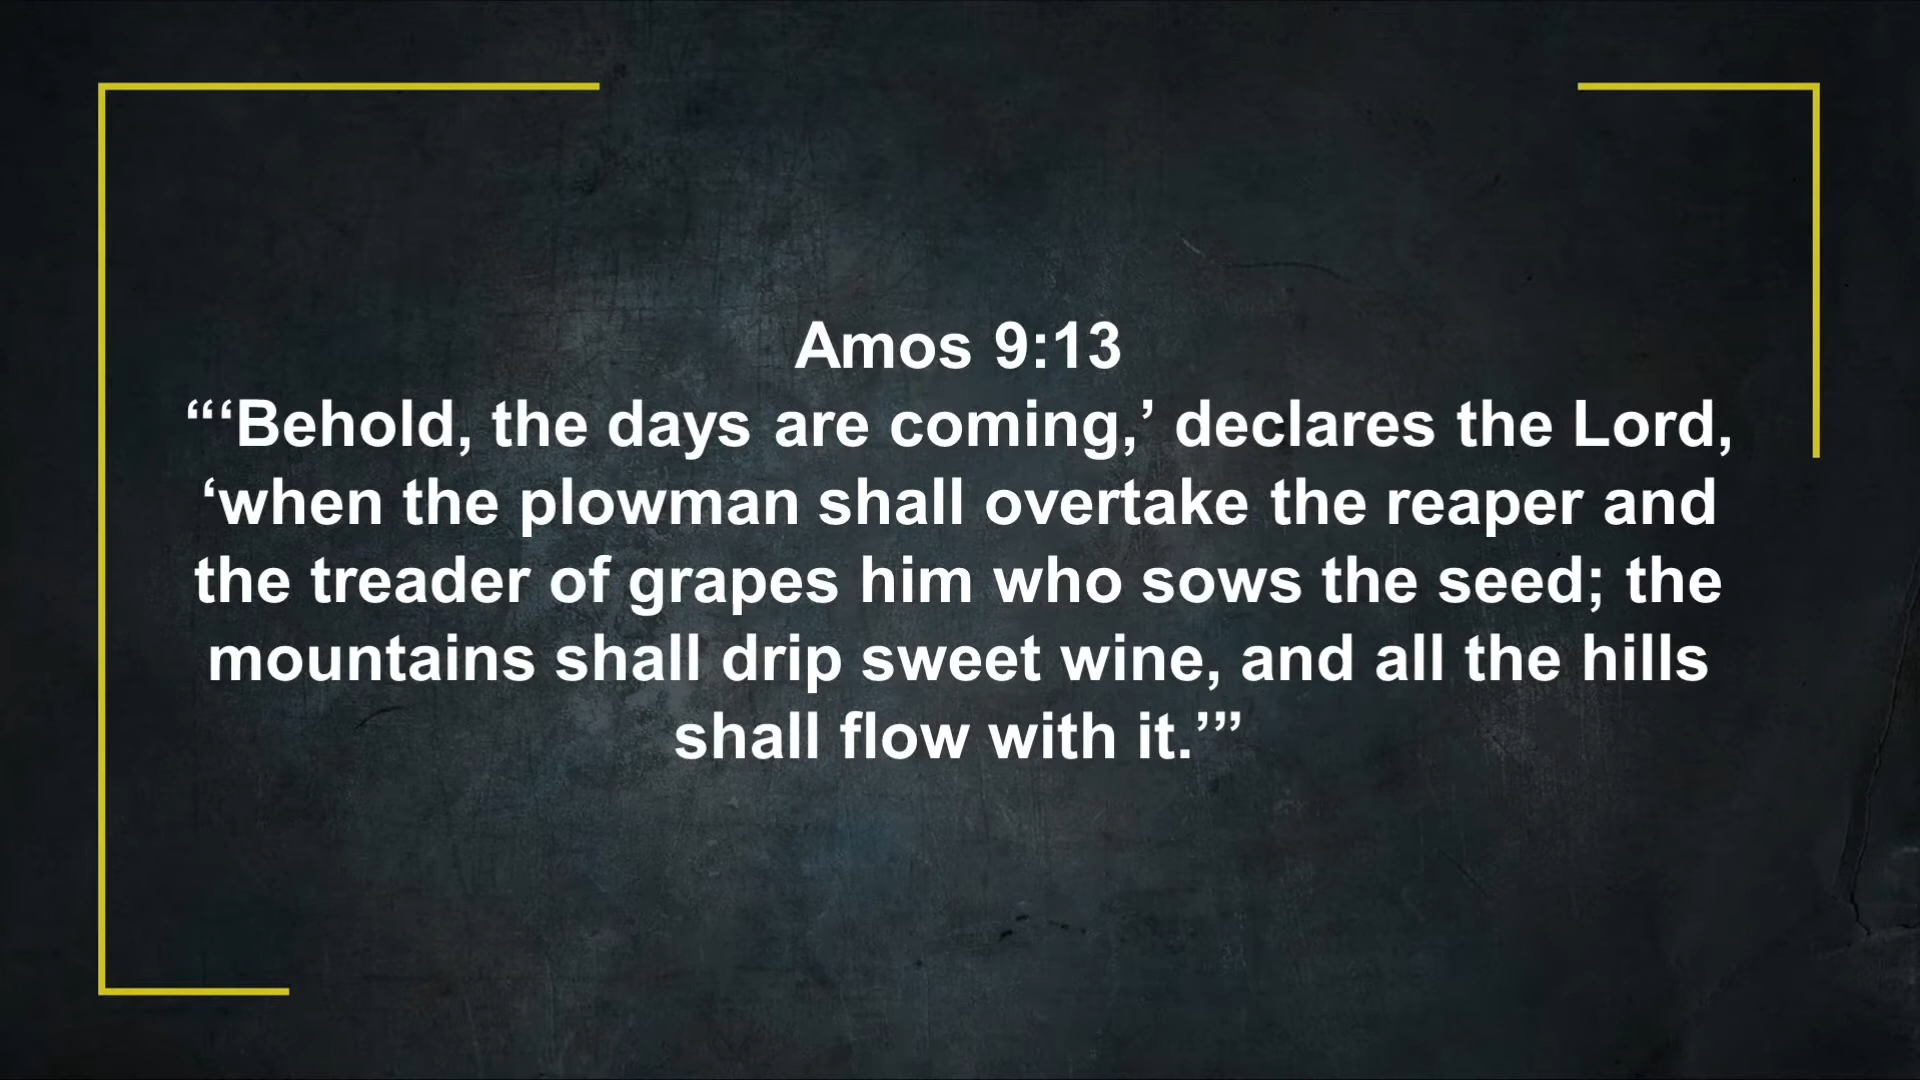 Amos 9:13
“‘Behold, the days are coming,’ declares the Lord,
‘when the plowman shall overtake the reaper and
the treader of grapes him who sows the seed; the
mountains shall drip sweet wine, and all the hills
shall flow with it.’”